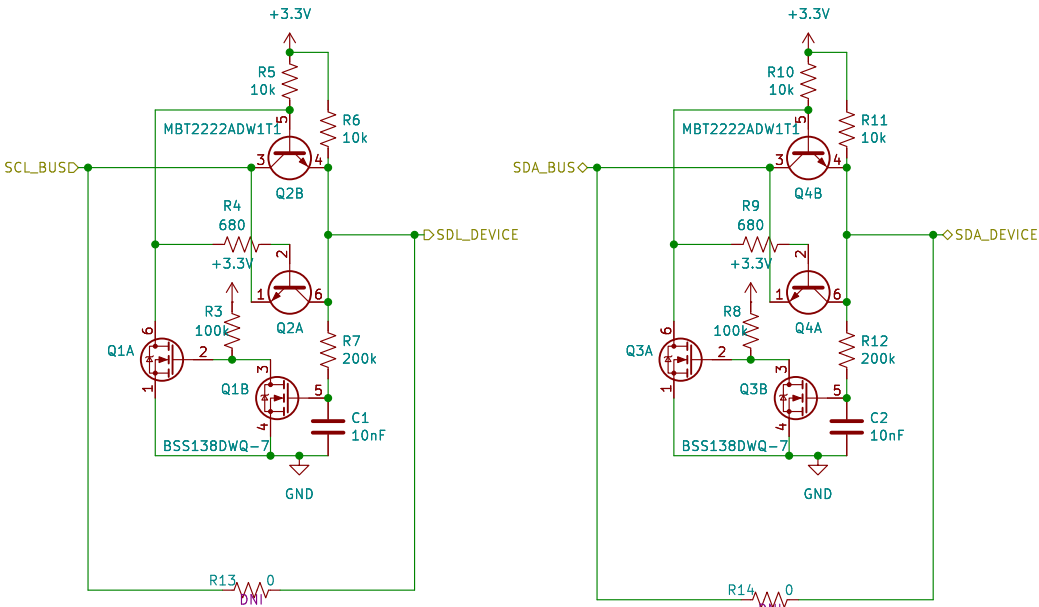 +3.3V
R5
10k
R6
10k
5
MBT2222ADW1T1
3
4
SCL_BUS
Q2B
R4
680
SDL_DEVICE
2
+3.3V
1
6
R3
100k
Q2A
6
Q1A
2
R7
200k
1
3
Q1B
5
4
C1
10nF
BSS138DWQ-7
GND
R13
0
DNI
+3.3V
R10
10k
R11
10k
5
MBT2222ADW1T1
3
4
SDA_BUS
Q4B
R9
680
SDA_DEVICE
2
+3.3V
1
6
R8
100k
Q4A
6
Q3A
2
R12
200k
1
3
Q3B
5
4
C2
10nF
BSS138DWQ-7
GND
R14
0